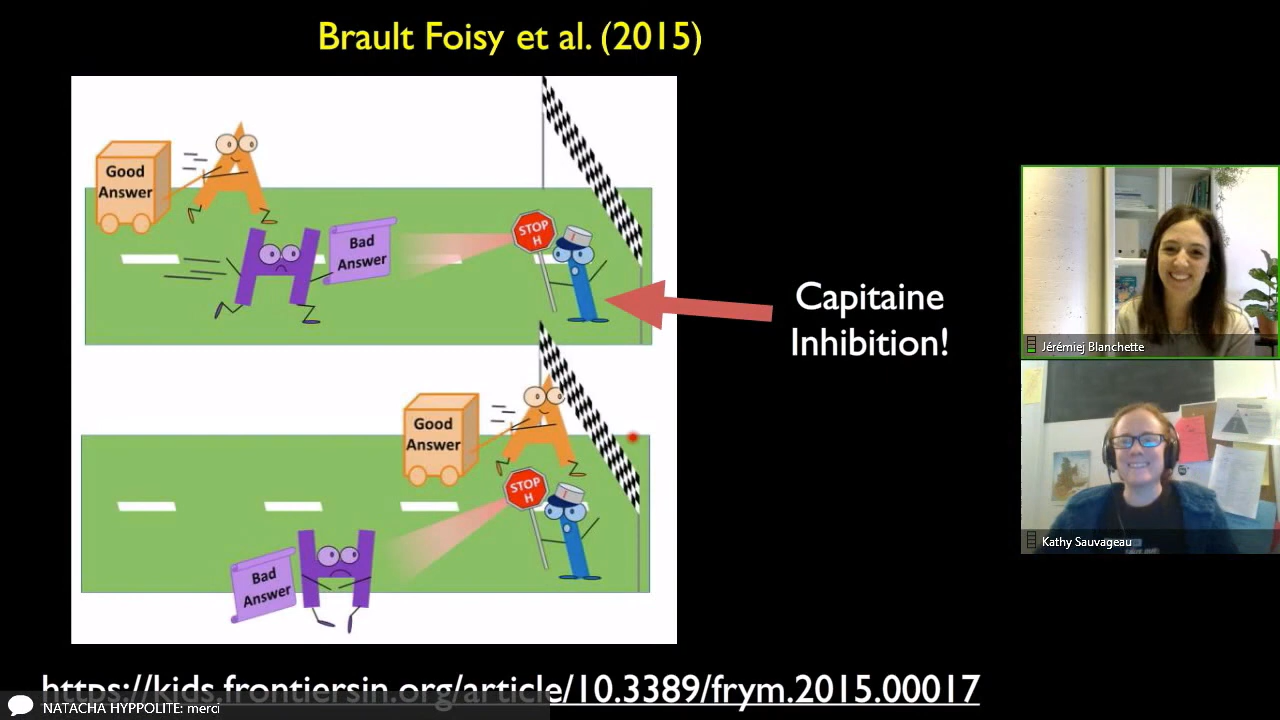 Brault Foisy et al. (2015)
Good
Answer
Bad
Answer
STOP
H
Capitaine
Inhibition!
Good
Answer
STOP
H
Bad
Answer
Jérémiej Blanchette
Kathy Sauvageau
https://kids.frontiersin.org/article/10.3389/frym.2015.00017
NATACHA HYPPOLITE: merci